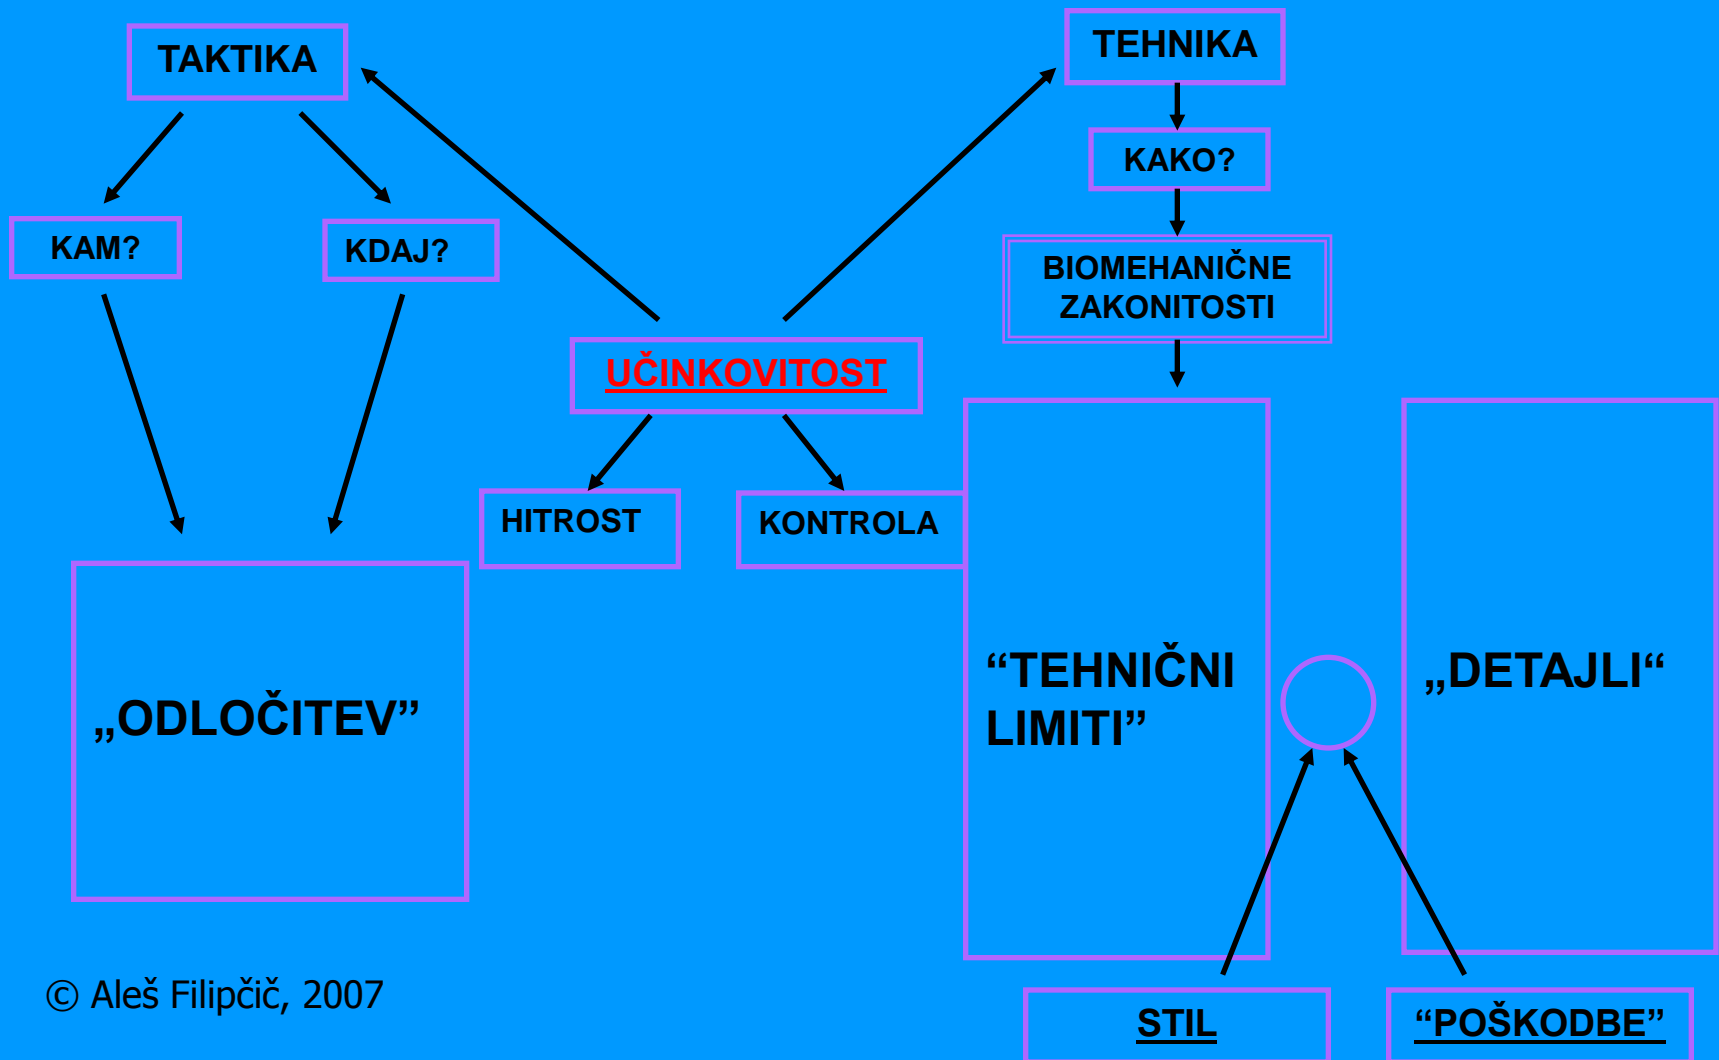 TAKTIKA
TEHNIKA
KAKO?
KAM?
KDAJ?
BIOMEHANIČNE
ZAKONITOSTI
UČINKOVITOST
HITROST
KONTROLA
“TEHNIČNI
LIMITI”
„DETAJLI“
„ODLOČITEV”
© Aleš Filipčič, 2007
STIL
“POŠKODBE”